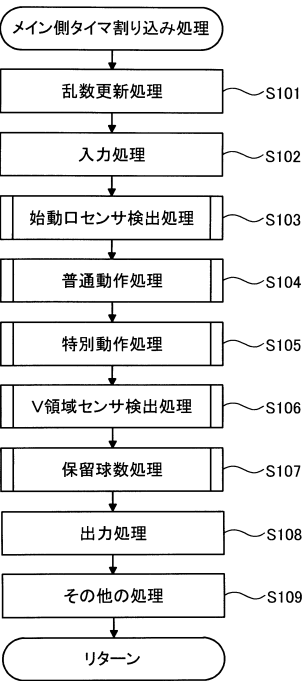 メイン側タイマ割り込み処理
乱数更新処理
S101
入力処理
S102
始動口センサ検出処理
S103
普通動作処理
S104
特別動作処理
S105
V領域センサ検出処理
S106
保留球数処理
S107
出力処理
S108
その他の処理
S109
リターン